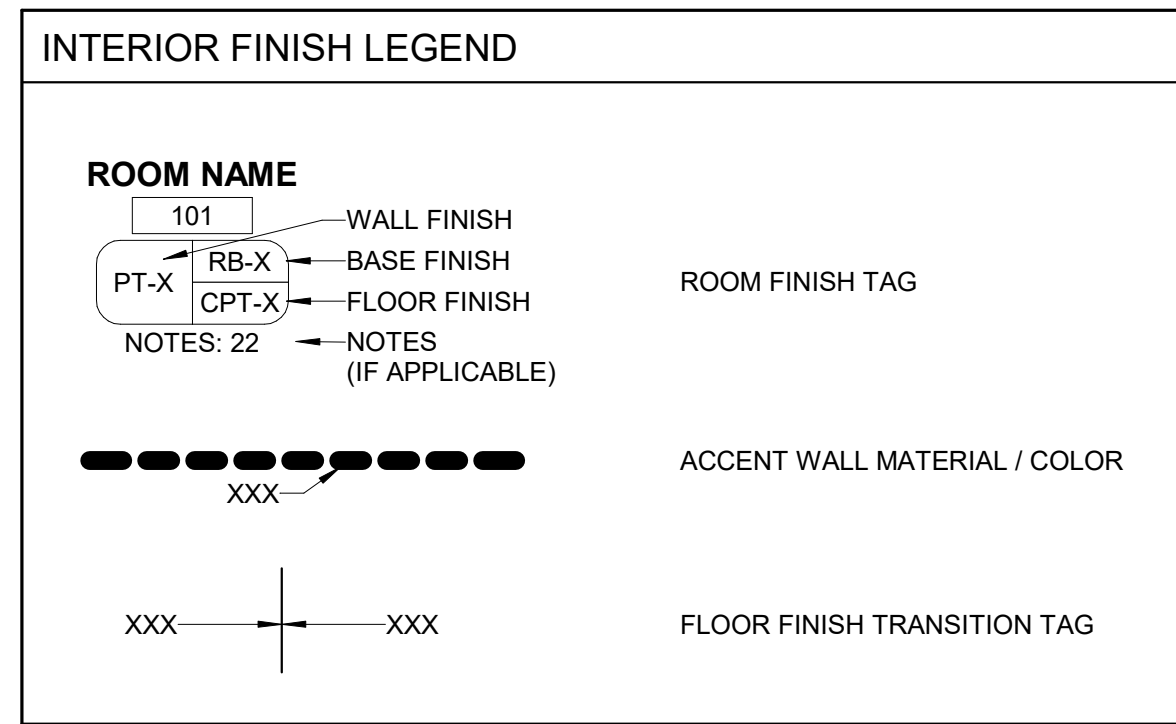 INTERIOR FINISH LEGEND
ROOM NAME
101
WALL FINISH
PT-X
RB-X
BASE FINISH
CPT-X
FLOOR FINISH
ROOM FINISH TAG
NOTES: 22
NOTES
(IF APPLICABLE)
XXX
ACCENT WALL MATERIAL / COLOR
XXX
XXX
FLOOR FINISH TRANSITION TAG